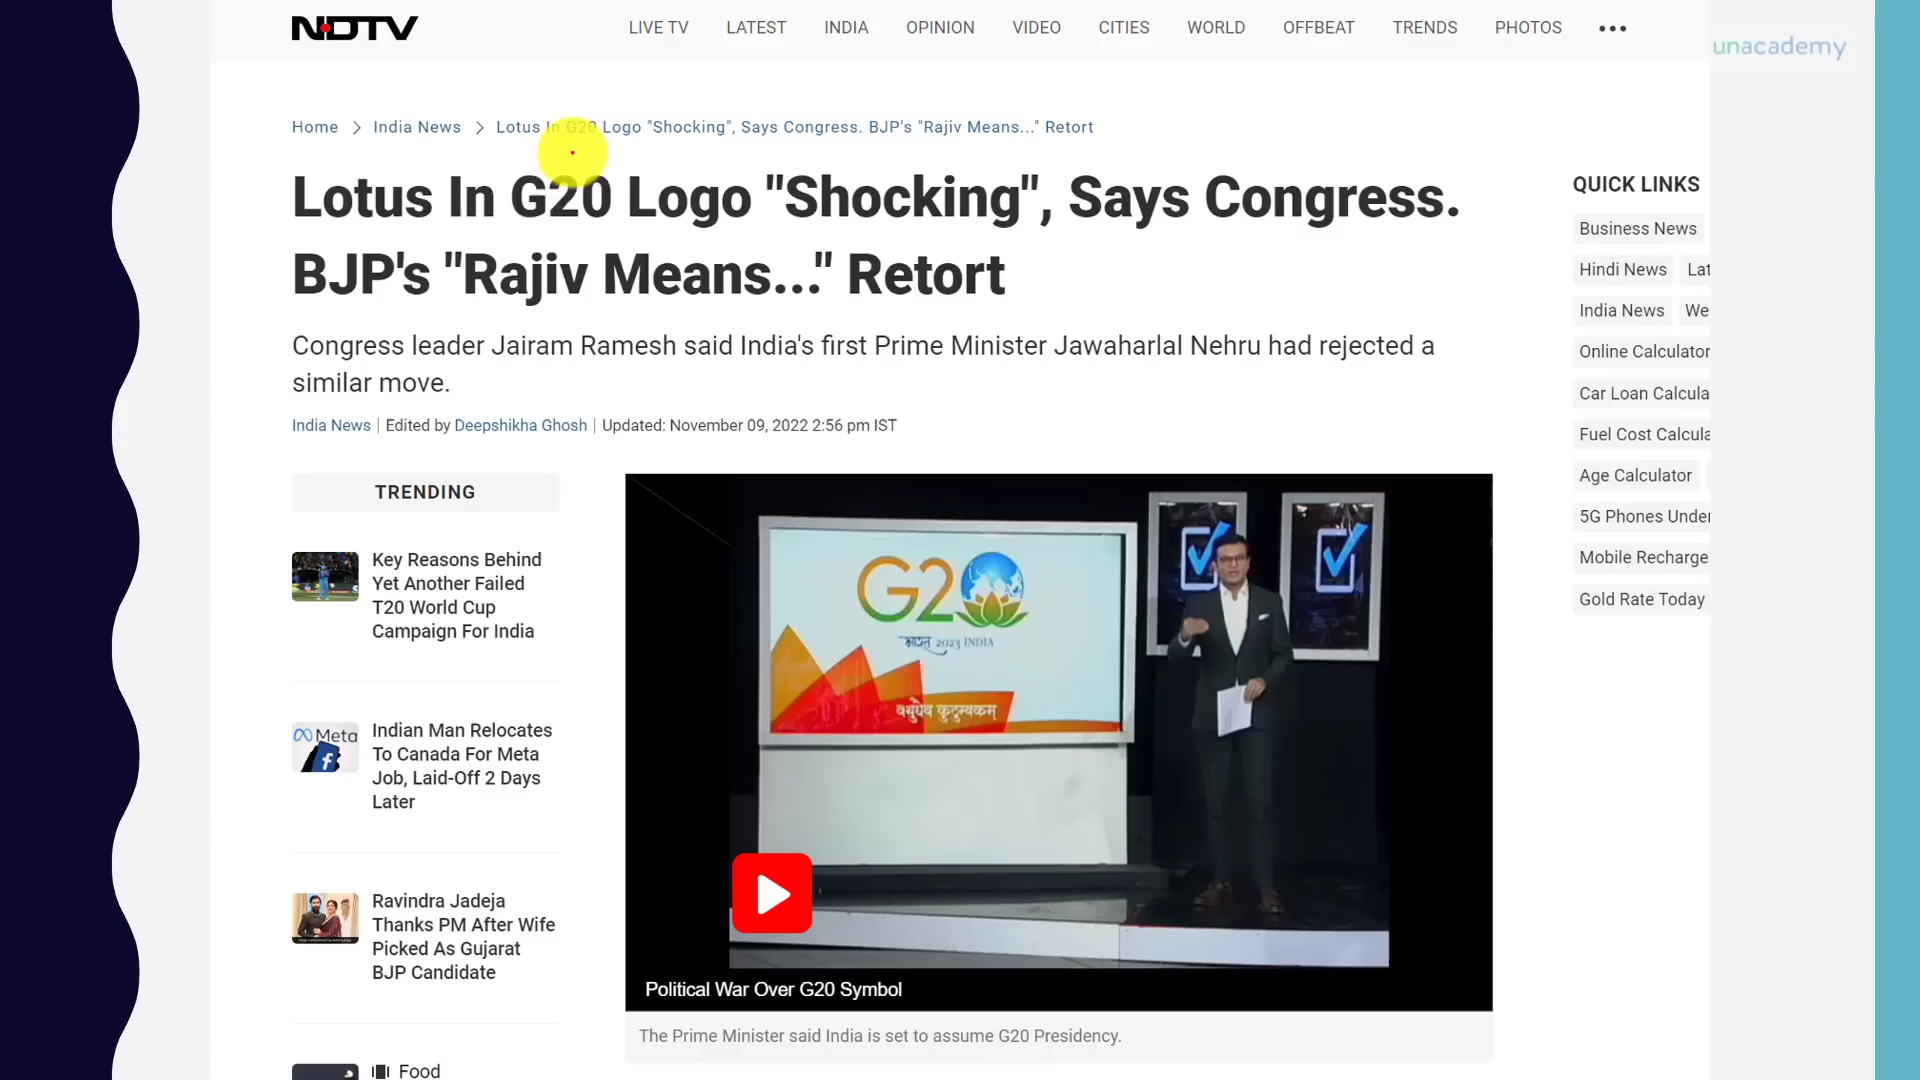 NDTV
LIVE TV LATEST INDIA OPINION VIDEO CITIES WORLD OFFBEAT TRENDS PHOTOS
unacademy
Home > India News > Lotus In G20 Logo "Shocking", Says Congress. BJP's "Rajiv Means..." Retort
Lotus In G20 Logo "Shocking", Says Congress.
BJP's "Rajiv Means..." Retort
Congress leader Jairam Ramesh said India's first Prime Minister Jawaharlal Nehru had rejected a
similar move.
India News | Edited by Deepshikha Ghosh | Updated: November 09, 2022 2:56 pm IST
TRENDING
Key Reasons Behind
Yet Another Failed
T20 World Cup
Campaign For India
Meta
Indian Man Relocates
To Canada For Meta
Job, Laid-Off 2 Days
Later
Ravindra Jadeja
Thanks PM After Wife
Picked As Gujarat
BJP Candidate
Food
G20
भारत 2023 INDIA
वसुधैव कुटुम्बकम्
Political War Over G20 Symbol
The Prime Minister said India is set to assume G20 Presidency.
QUICK LINKS
Business News
Hindi News Lat
India News We
Online Calculator
Car Loan Calcula
Fuel Cost Calcula
Age Calculator
5G Phones Under
Mobile Recharge
Gold Rate Today